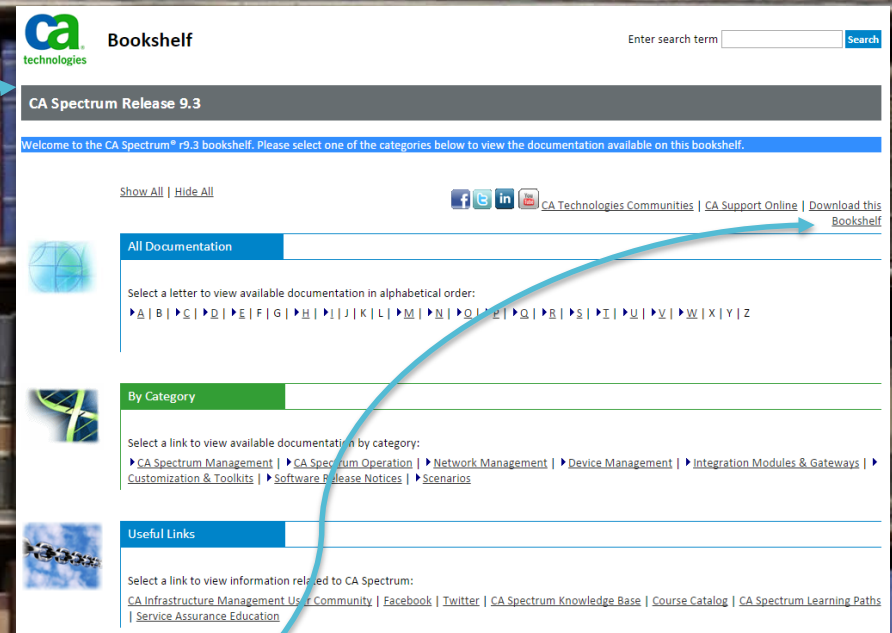 ca
technologies
Bookshelf
Enter search term
Search
CA Spectrum Release 9.3
Welcome to the CA Spectrum® r9.3 bookshelf. Please select one of the categories below to view the documentation available on this bookshelf.
Show All | Hide All
CA Technologies Communities | CA Support Online | Download this
Bookshelf
All Documentation
Select a letter to view available documentation in alphabetical order:
A | B | C | D | E | F | G | H | I | J | K | L | M | N | O | P | Q | R | S | T | U | V | W | X | Y | Z
By Category
Select a link to view available documentation by category:
CA Spectrum Management | CA Spectrum Operation | Network Management | Device Management | Integration Modules & Gateways |
Customization & Toolkits | Software Release Notices | Scenarios
Useful Links
Select a link to view information related to CA Spectrum:
CA Infrastructure Management User Community | Facebook | Twitter | CA Spectrum Knowledge Base | Course Catalog | CA Spectrum Learning Paths
| Service Assurance Education